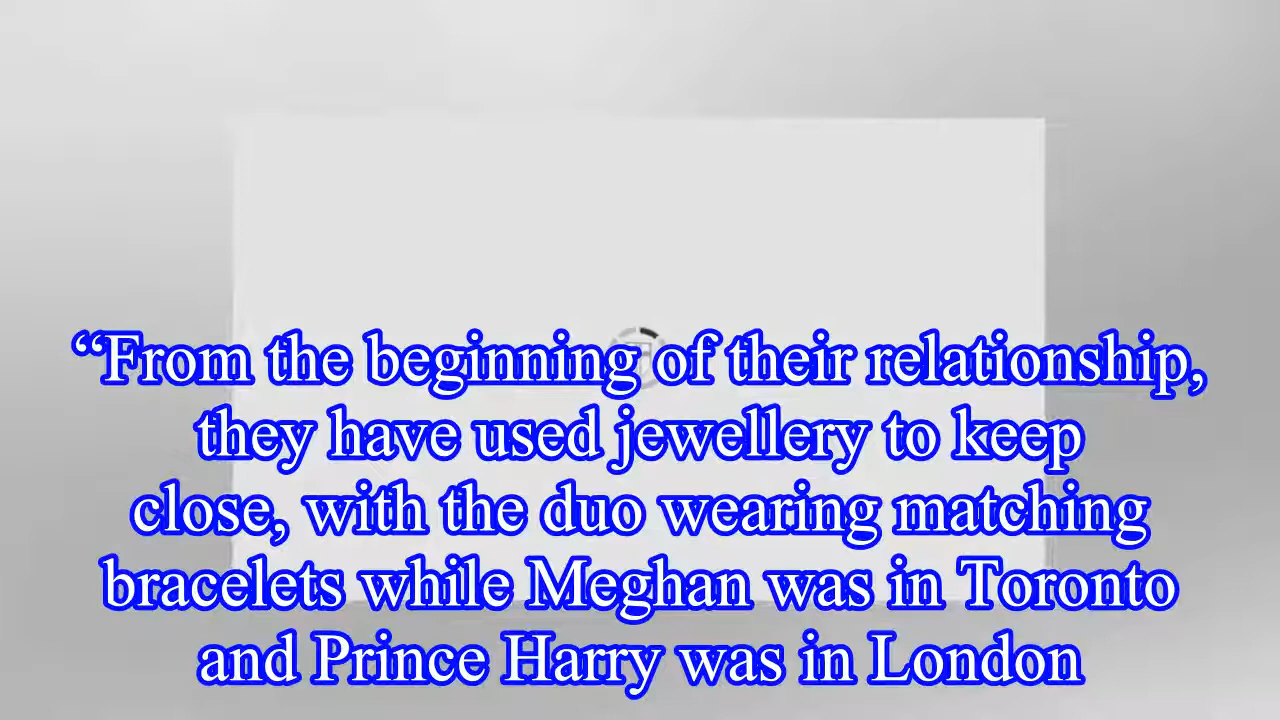 “From the beginning of their relationship,
they have used jewellery to keep
close, with the duo wearing matching
bracelets while Meghan was in Toronto
and Prince Harry was in London